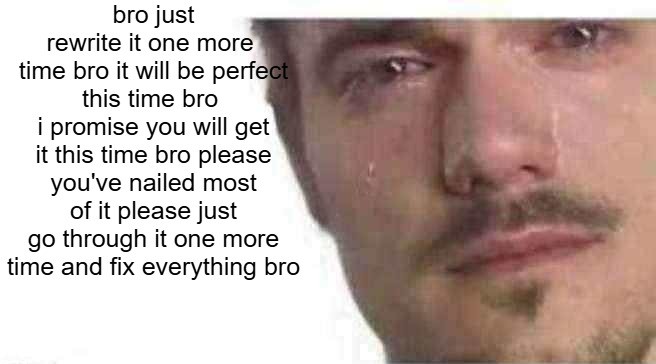 bro just
rewrite it one more
time bro it will be perfect
this time bro
i promise you will get
it this time bro please
you've nailed most
of it please just
go through it one more
time and fix everything bro